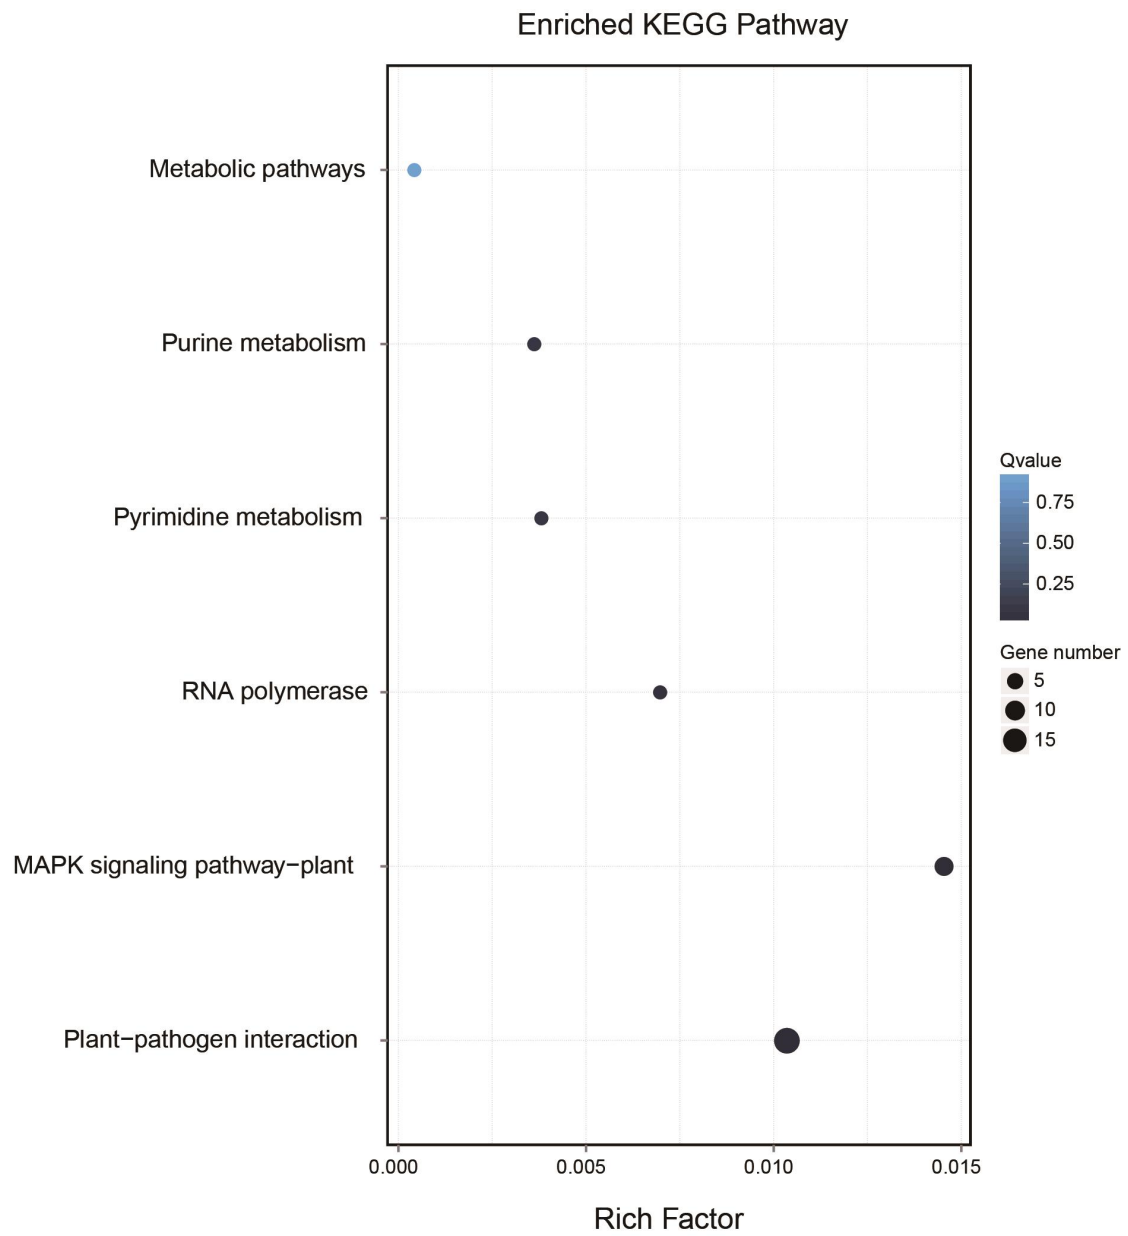 Enriched KEGG Pathway
Metabolic pathways
Purine metabolism
Pyrimidine metabolism
RNA polymerase
MAPK signaling pathway−plant
Plant−pathogen interaction
0.000 0.005 0.010 0.015
Rich Factor
Qvalue
0.75
0.50
0.25
Gene number
5
10
15